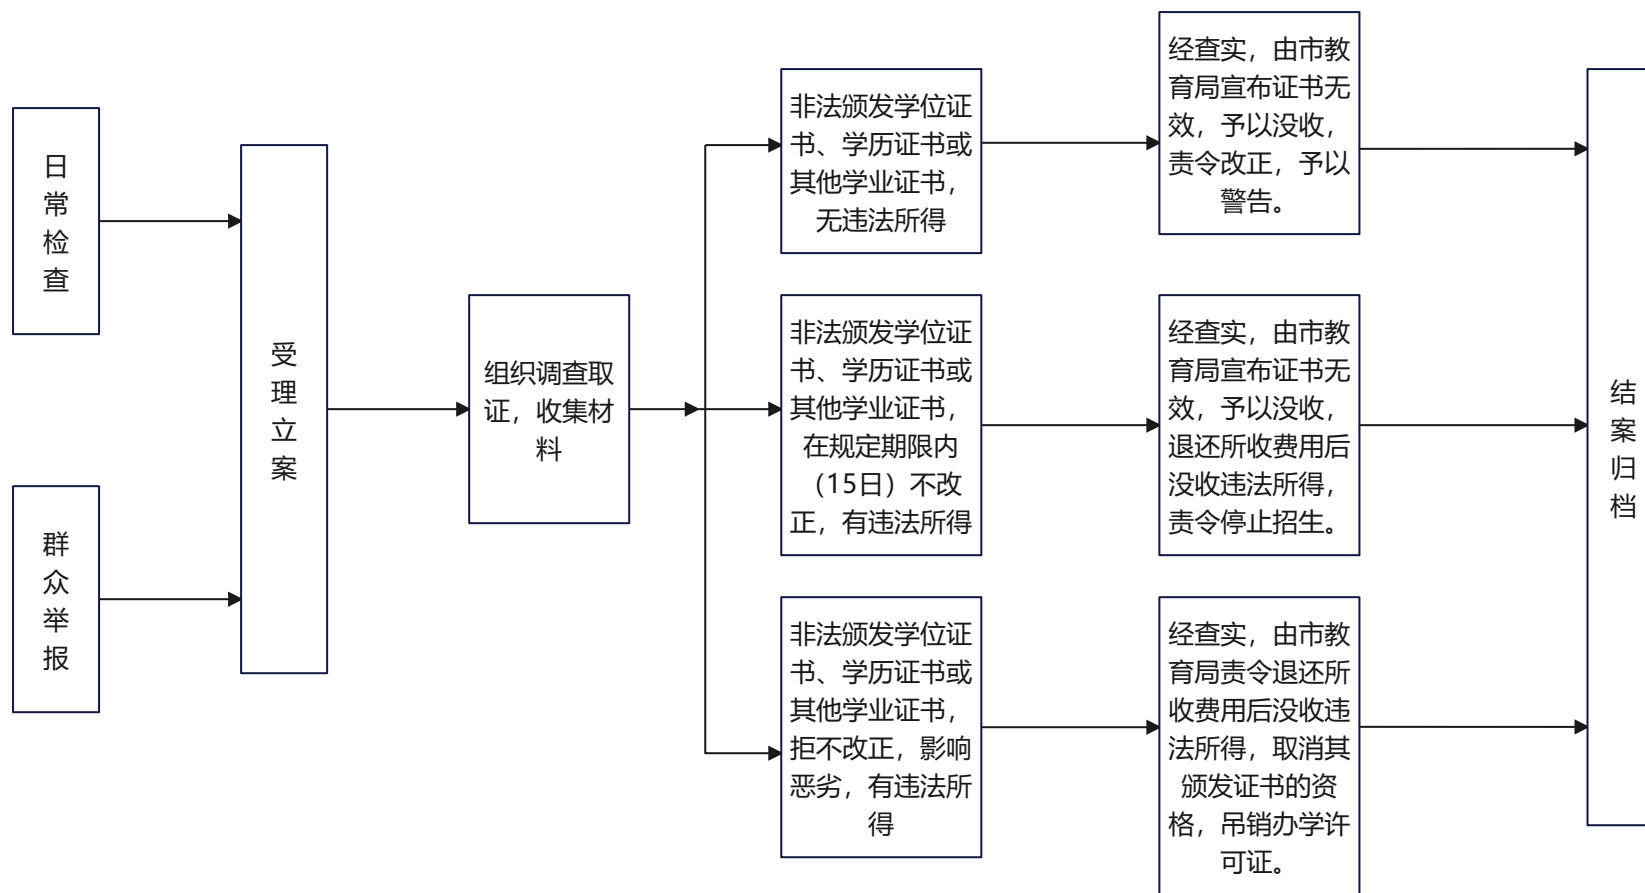 日常检查
群众举报
受理立案
组织调查取
证，收集材
料
非法颁发学位证
书、学历证书或
其他学业证书，
无违法所得
经查实，由市教
育局宣布证书无
效，予以没收，
责令改正，予以
警告。
非法颁发学位证
书、学历证书或
其他学业证书，
在规定期限内
（15日）不改
正，有违法所得
经查实，由市教
育局宣布证书无
效，予以没收，
退还所收费用后
没收违法所得，
责令停止招生。
非法颁发学位证
书、学历证书或
其他学业证书，
拒不改正，影响
恶劣，有违法所
得
经查实，由市教
育局责令退还所
收费用后没收违
法所得，取消其
颁发证书的资
格，吊销办学许
可证。
结案归档